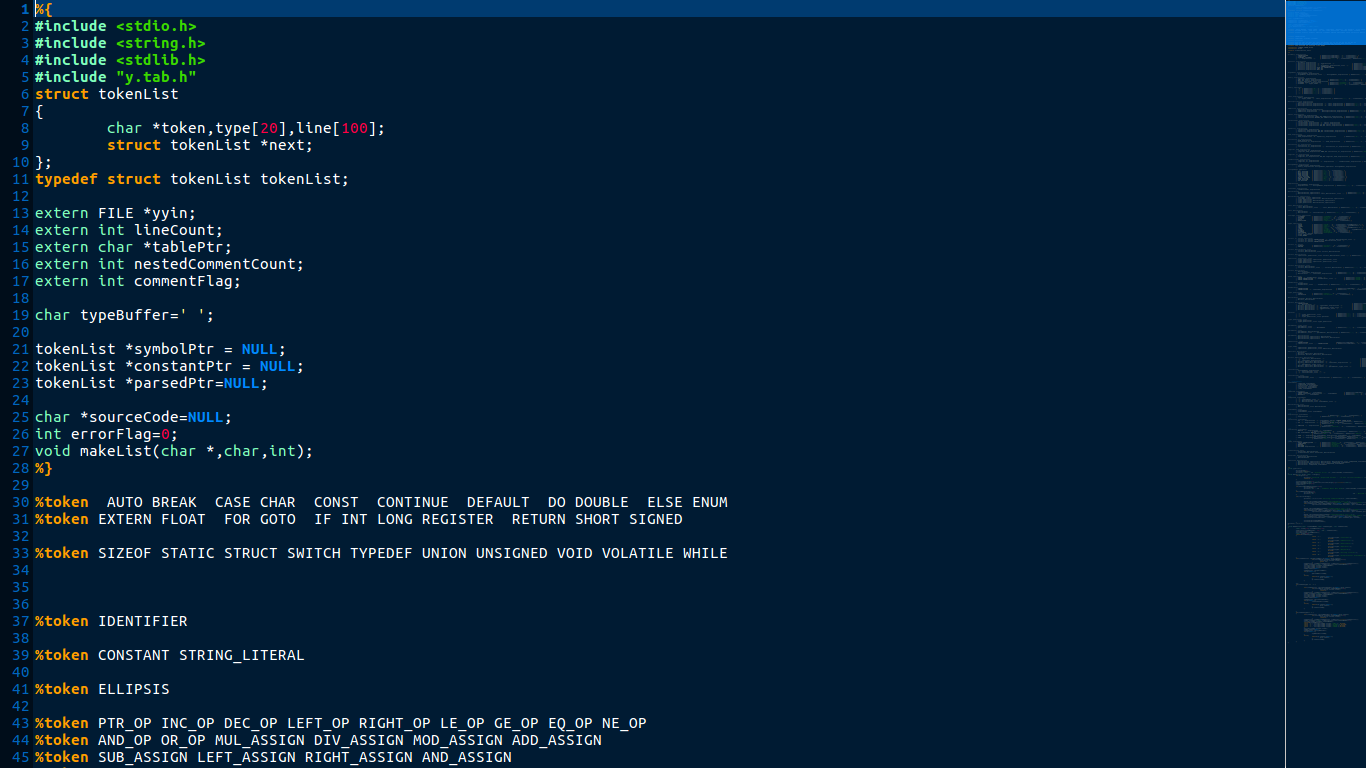 1 %{
2 #include <stdio.h>
3 #include <string.h>
4 #include <stdlib.h>
5 #include "y.tab.h"
6 struct tokenList
7 {
8         char *token,type[20],line[100];
9         struct tokenList *next;
10 };
11 typedef struct tokenList tokenList;
12
13 extern FILE *yyin;
14 extern int lineCount;
15 extern char *tablePtr;
16 extern int nestedCommentCount;
17 extern int commentFlag;
18
19 char typeBuffer=' ';
20
21 tokenList *symbolPtr = NULL;
22 tokenList *constantPtr = NULL;
23 tokenList *parsedPtr=NULL;
24
25 char *sourceCode=NULL;
26 int errorFlag=0;
27 void makeList(char *,char,int);
28 %}
29
30 %token  AUTO BREAK  CASE CHAR  CONST  CONTINUE  DEFAULT  DO DOUBLE  ELSE ENUM
31 %token EXTERN FLOAT  FOR GOTO  IF INT LONG REGISTER  RETURN SHORT SIGNED
32
33 %token SIZEOF STATIC STRUCT SWITCH TYPEDEF UNION UNSIGNED VOID VOLATILE WHILE
34
35
36
37 %token IDENTIFIER
38
39 %token CONSTANT STRING_LITERAL
40
41 %token ELLIPSIS
42
43 %token PTR_OP INC_OP DEC_OP LEFT_OP RIGHT_OP LE_OP GE_OP EQ_OP NE_OP
44 %token AND_OP OR_OP MUL_ASSIGN DIV_ASSIGN MOD_ASSIGN ADD_ASSIGN
45 %token SUB_ASSIGN LEFT_ASSIGN RIGHT_ASSIGN AND_ASSIGN